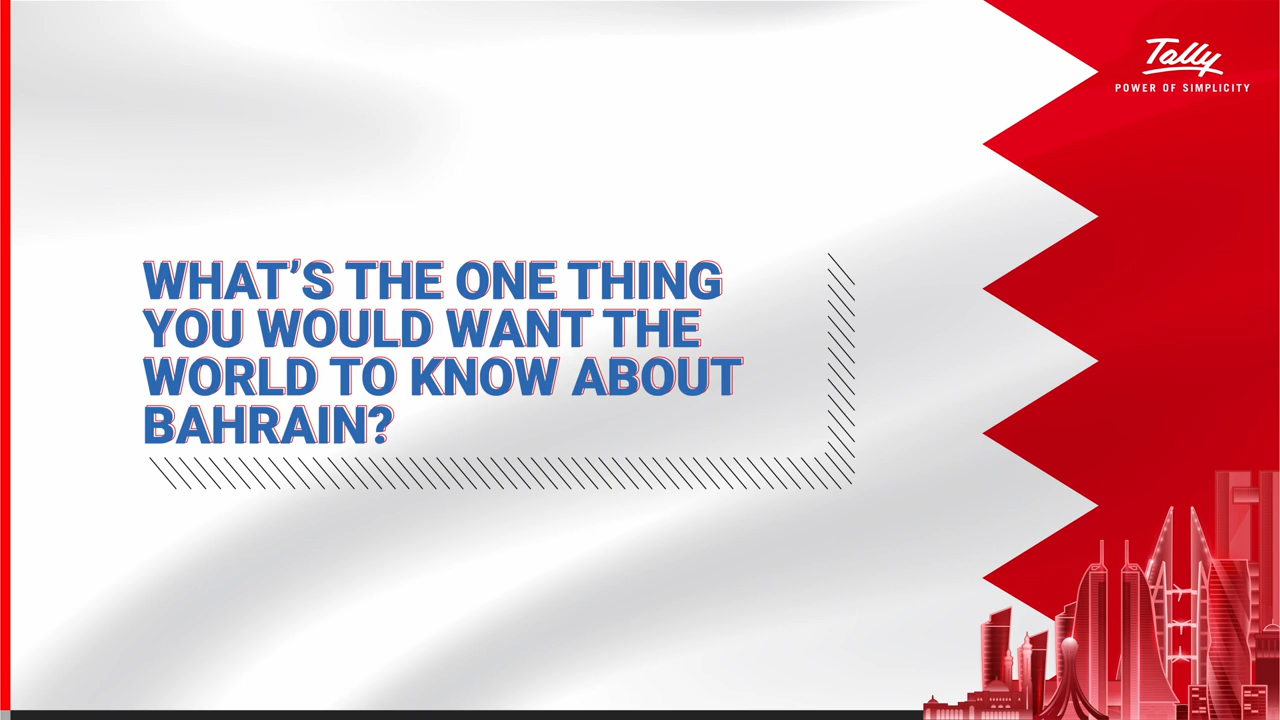 Tally
POWER OF SIMPLICITY
WHAT’S THE ONE THING
YOU WOULD WANT THE
WORLD TO KNOW ABOUT
BAHRAIN?